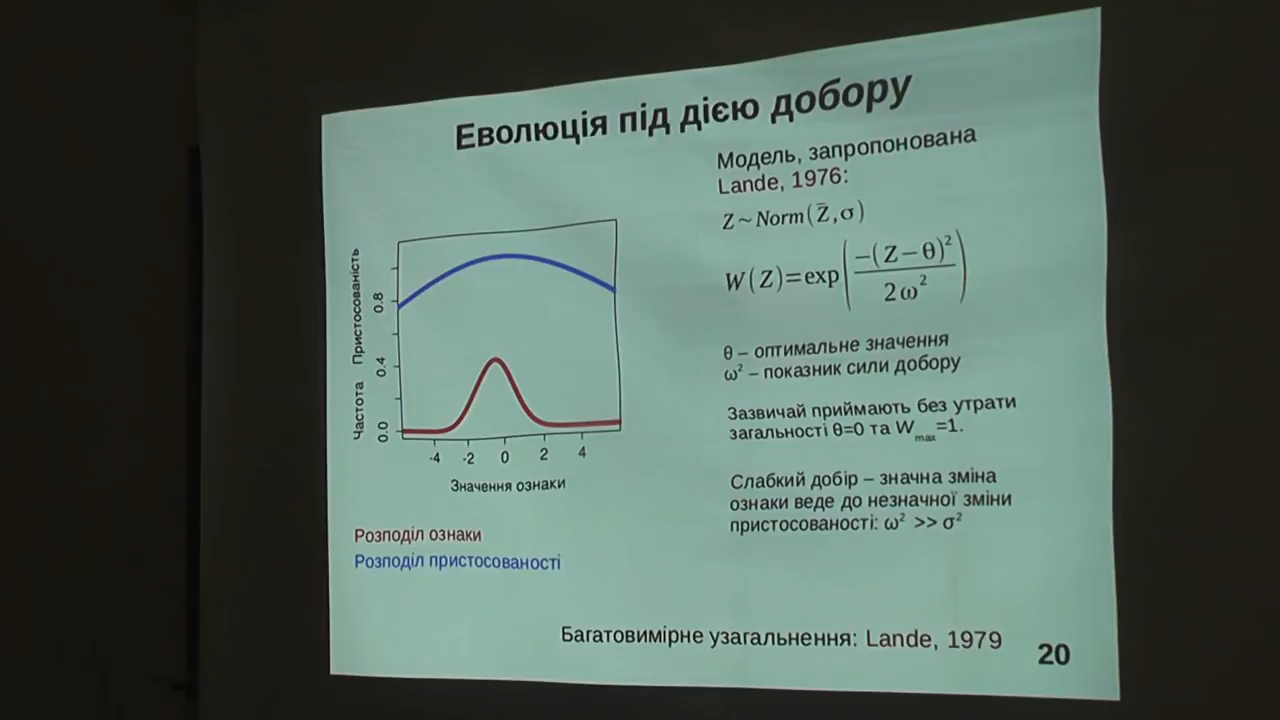 Еволюція під дією добору
Модель, запропонована
Lande, 1976:
Z ~ Norm(Z̄,σ)
W(Z)=exp(−(Z−θ)²/2ω²)
θ – оптимальне значення
ω² – показник сили добору
Зазвичай приймають без утрати
загальності θ=0 та Wmax=1.
Слабкий добір – значна зміна
ознаки веде до незначної зміни
пристосованості: ω² >> σ²
Частота Пристосованість
0.8
0.4
0.0
-4 -2 0 2 4
Значення ознаки
Розподіл ознаки
Розподіл пристосованості
Багатовимірне узагальнення: Lande, 1979
20